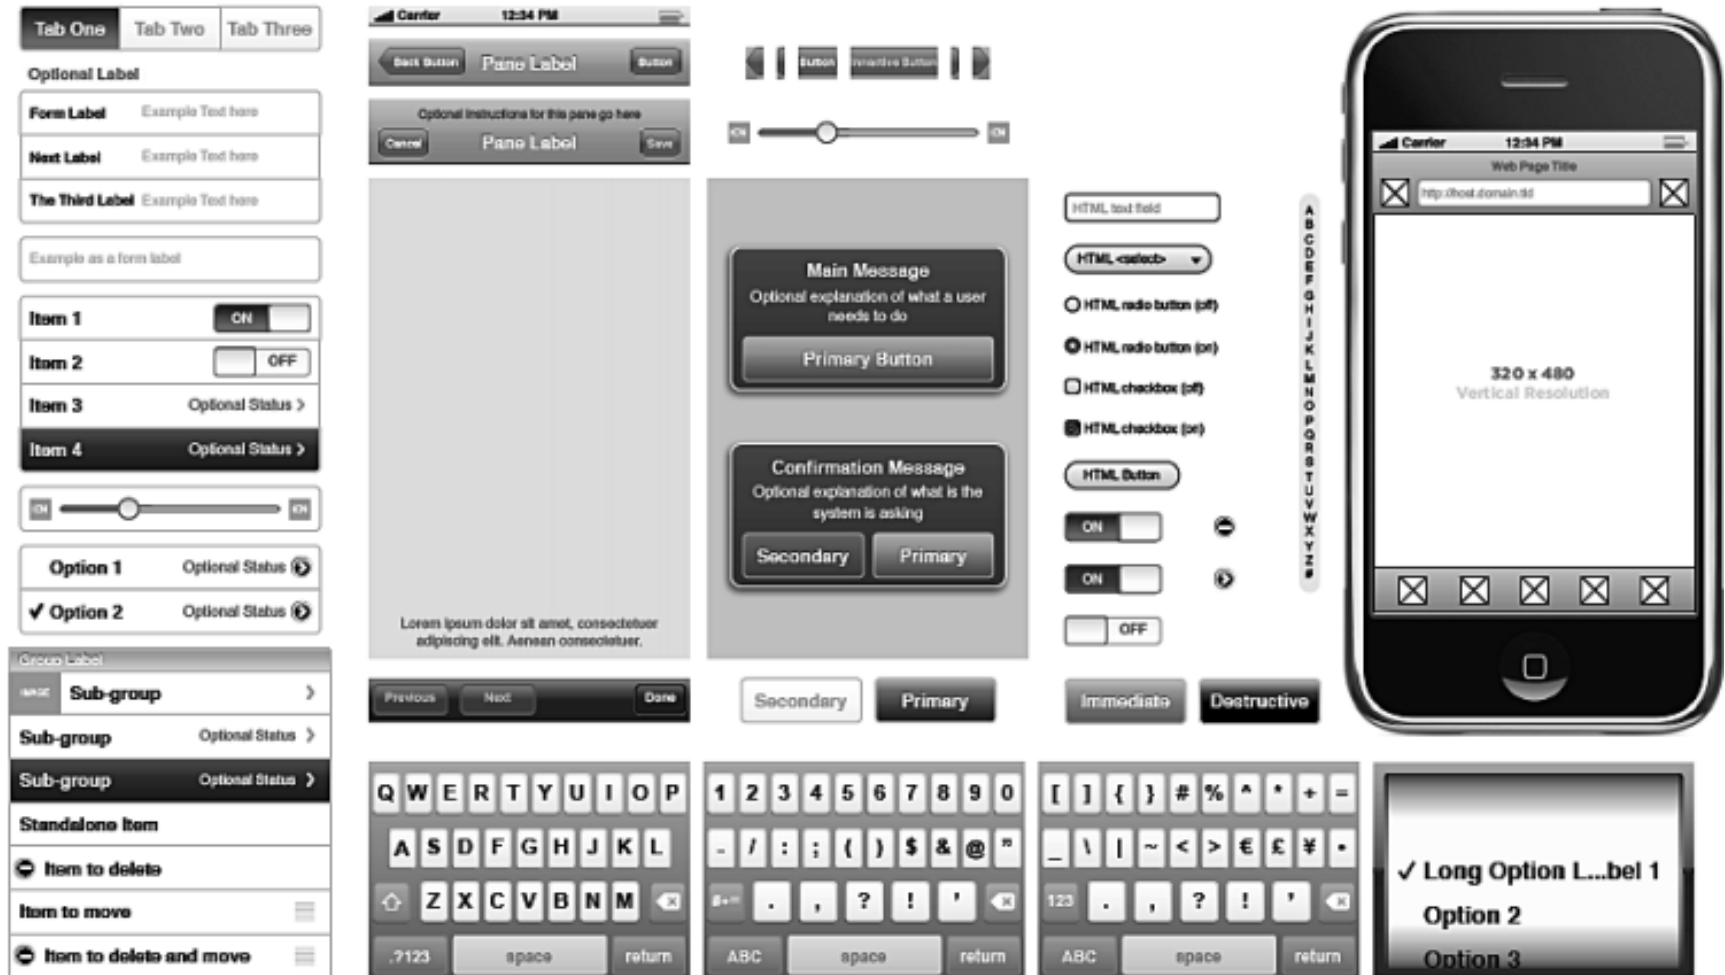 Tab One Tab Two Tab Three
Optional Label
Form Label Example Text here
Next Label Example Text here
The Third Label Example Text here
Example as a form label
Item 1 ON
Item 2 OFF
Item 3 Optional Status >
Item 4 Optional Status >
Option 1 Optional Status
✓ Option 2 Optional Status
Group Label
IMAGE Sub-group >
Sub-group Optional Status >
Sub-group Optional Status >
Standalone Item
Item to delete
Item to move
Item to delete and move
Carrier 12:34 PM
Back Button Pane Label Button
Optional Instructions for this pane go here
Cancel Pane Label Save
Lorem ipsum dolor sit amet, consectetuer
adipiscing elit. Aenean consectetuer.
Previous Next Done
Button Inneactive Button
Main Message
Optional explanation of what a user
needs to do
Primary Button
Confirmation Message
Optional explanation of what is the
system is asking
Secondary Primary
Secondary Primary
HTML text field
HTML <select>
HTML radio button (off)
HTML radio button (on)
HTML checkbox (off)
HTML checkbox (on)
HTML Button
ON
ON
OFF
Immediate Destructive
A
B
C
D
E
F
G
H
I
J
K
L
M
N
O
P
Q
R
S
T
U
V
W
X
Y
Z
#
Carrier 12:34 PM
Web Page Title
http://host.domain.tld
320 x 480
Vertical Resolution
Q W E R T Y U I O P
A S D F G H J K L
Z X C V B N M
.?123 space return
1 2 3 4 5 6 7 8 9 0
- / : ; ( ) $ & @ "
#+= . , ? ! '
ABC space return
[ ] { } # % ^ * + =
_ \ | ~ < > € £ ¥ •
123 . , ? ! '
ABC space return
✓ Long Option L...bel 1
Option 2
Option 3